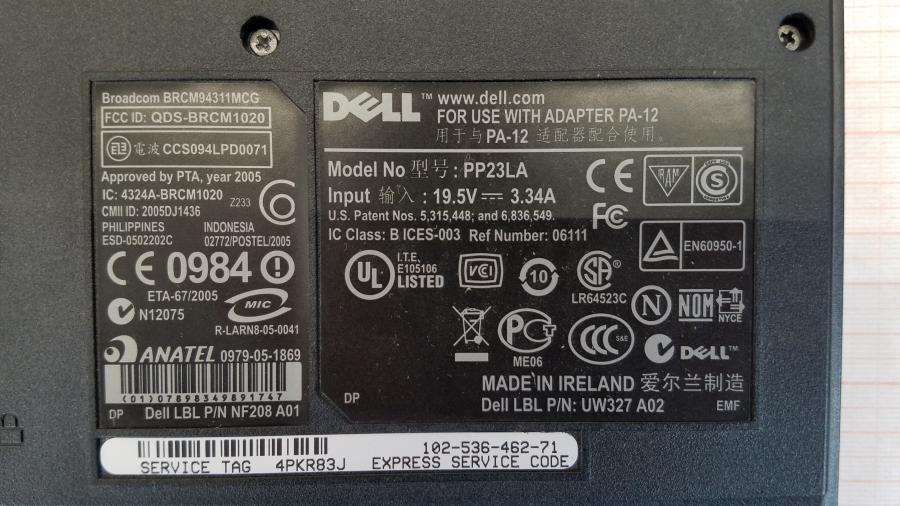 Broadcom BRCM94311MCG
FCC ID: QDS-BRCM1020
電波 CCS094LPD0071
Approved by PTA, year 2005
IC: 4324A-BRCM1020
Z233
CMII ID: 2005DJ1436
PHILIPPINES INDONESIA
ESD-0502202C 02772/POSTEL/2005
CE 0984
ETA-67/2005
N12075
MIC
R-LARN8-05-0041
ANATEL 0979-05-1869
(01)07898349891747
DP Dell LBL P/N NF208 A01
DELL™ www.dell.com
FOR USE WITH ADAPTER PA-12
用于与 PA-12 适配器配合使用。
Model No 型号: PP23LA
Input 输入: 19.5V 3.34A
U.S. Patent Nos. 5,315,448; and 6,836,549.
IC Class: B ICES-003 Ref Number: 06111
CE
FC
RAM
S
EN60950-1
UL ® I.T.E.
E105106
LISTED
VCI
10
SA ®
LR64523C
N
NOM
NYCE
ME06
CCC S&E
DELL™
MADE IN IRELAND 爱尔兰制造
DP Dell LBL P/N: UW327 A02 EMF
102-536-462-71
SERVICE TAG 4PKR83J EXPRESS SERVICE CODE